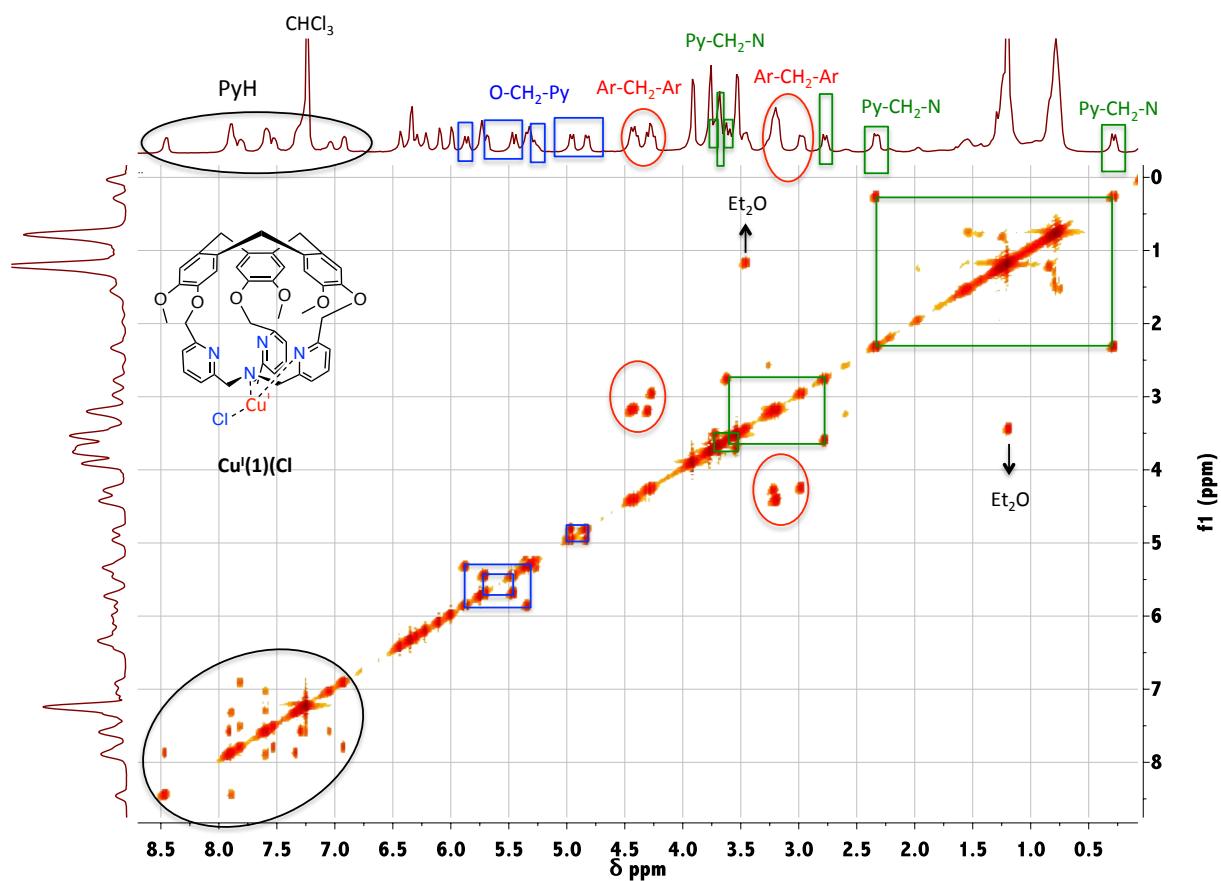 CHCl₃
PyH
O-CH₂-Py
Ar-CH₂-Ar
Py-CH₂-N
Ar-CH₂-Ar
Py-CH₂-N
Py-CH₂-N
Et₂O
Et₂O
O
O
O
O
O
O
N
N
N
N
Cl
Cuᴵ
Cuᴵ(1)(Cl
0
1
2
3
4
5
6
7
8
f1 (ppm)
8.5 8.0 7.5 7.0 6.5 6.0 5.5 5.0 4.5 4.0 3.5 3.0 2.5 2.0 1.5 1.0 0.5
δ ppm